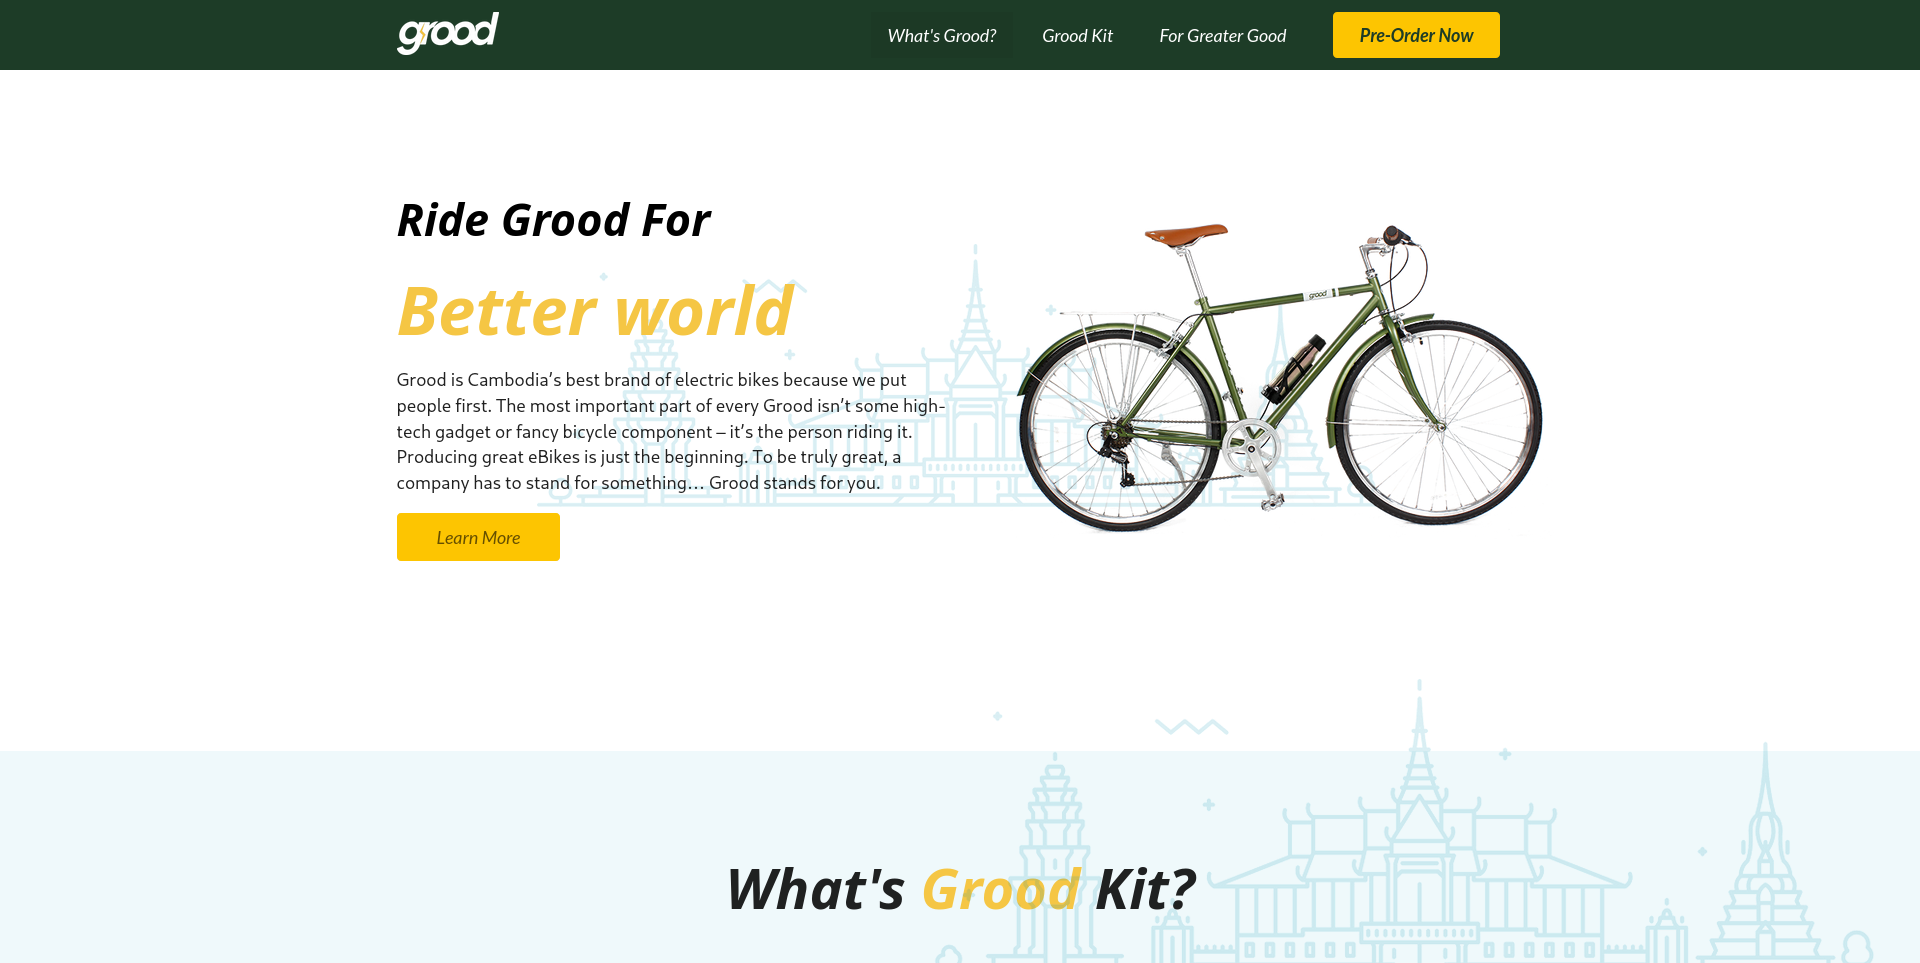 grood
What's Grood?
Grood Kit
For Greater Good
Pre-Order Now
Ride Grood For
Better world
Grood is Cambodia’s best brand of electric bikes because we put
people first. The most important part of every Grood isn’t some high-
tech gadget or fancy bicycle component – it’s the person riding it.
Producing great eBikes is just the beginning. To be truly great, a
company has to stand for something… Grood stands for you.
Learn More
grood
What's Grood Kit?